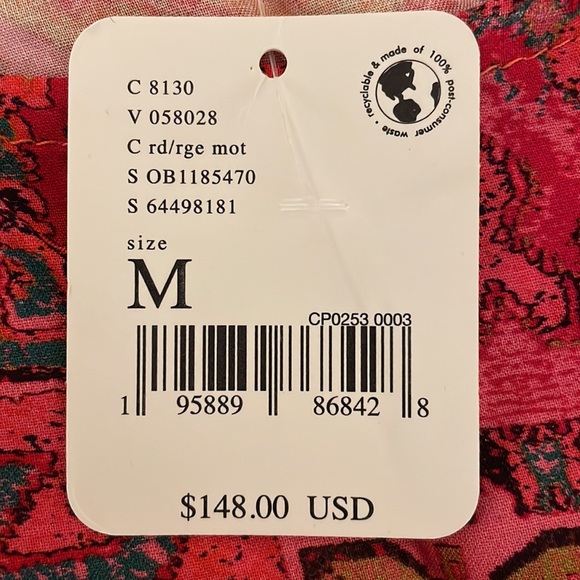 recyclable & made of 100% post-consumer waste •
C 8130
V 058028
C rd/rge mot
S OB1185470
S 64498181
size
M
CP0253 0003
1 95889 86842 8
$148.00 USD